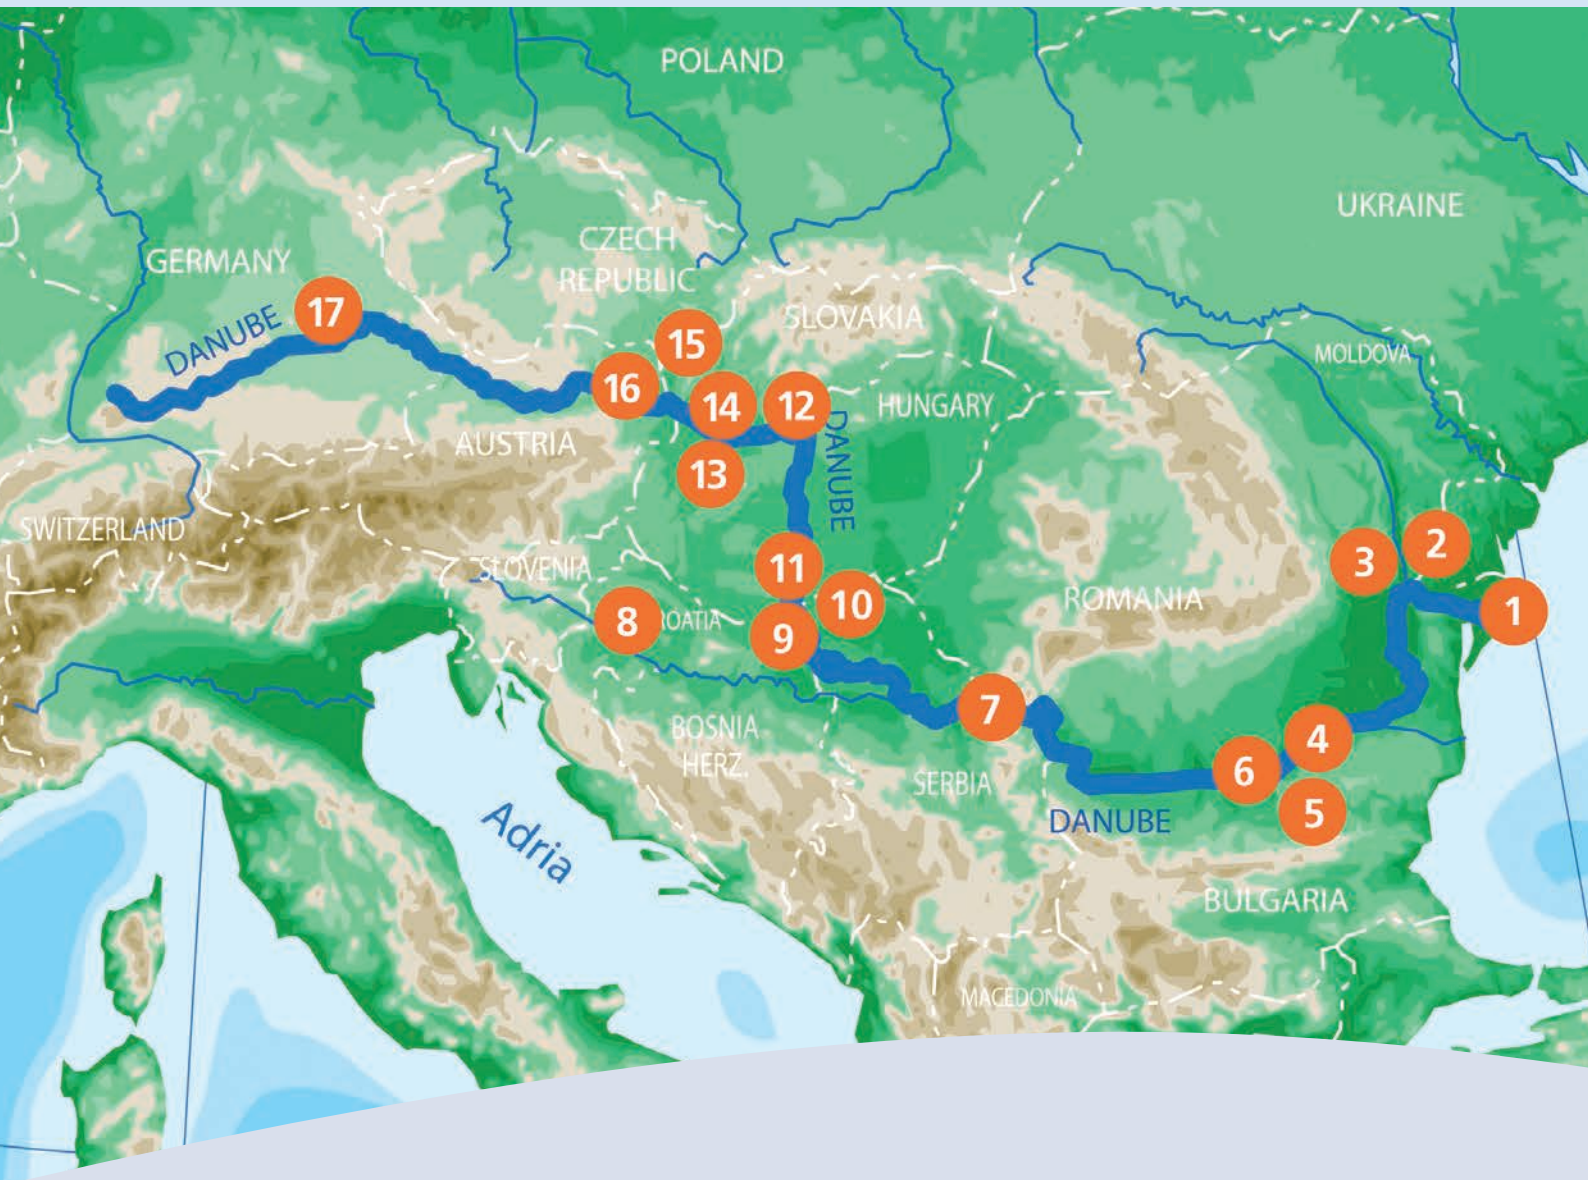 POLAND
UKRAINE
CZECH
REPUBLIC
GERMANY
17
DANUBE
SLOVAKIA
15
MOLDOVA
16
14
12
HUNGARY
AUSTRIA
DANUBE
13
SWITZERLAND
SLOVENIA
11
3
2
8
ROATIA
10
9
ROMANIA
1
7
BOSNIA
HERZ.
4
6
SERBIA
5
DANUBE
Adria
BULGARIA
MACEDONIA